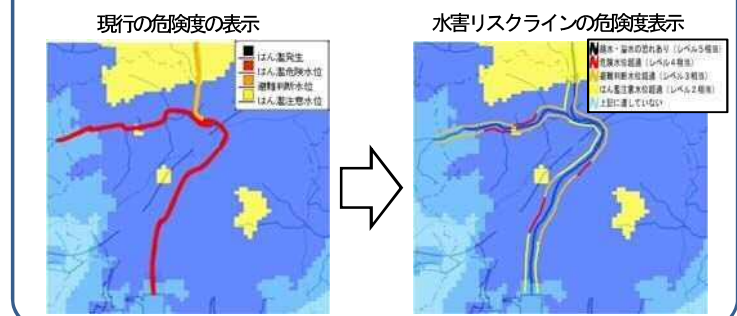 現行の危険度の表示
はん濫発生
はん濫危険水位
避難判断水位
はん濫注意水位
水害リスクラインの危険度表示
越水・溢水の恐れあり（レベル5相当）
危険水位超過（レベル4相当）
避難判断水位超過（レベル3相当）
はん濫注意水位超過（レベル2相当）
上記に達していない